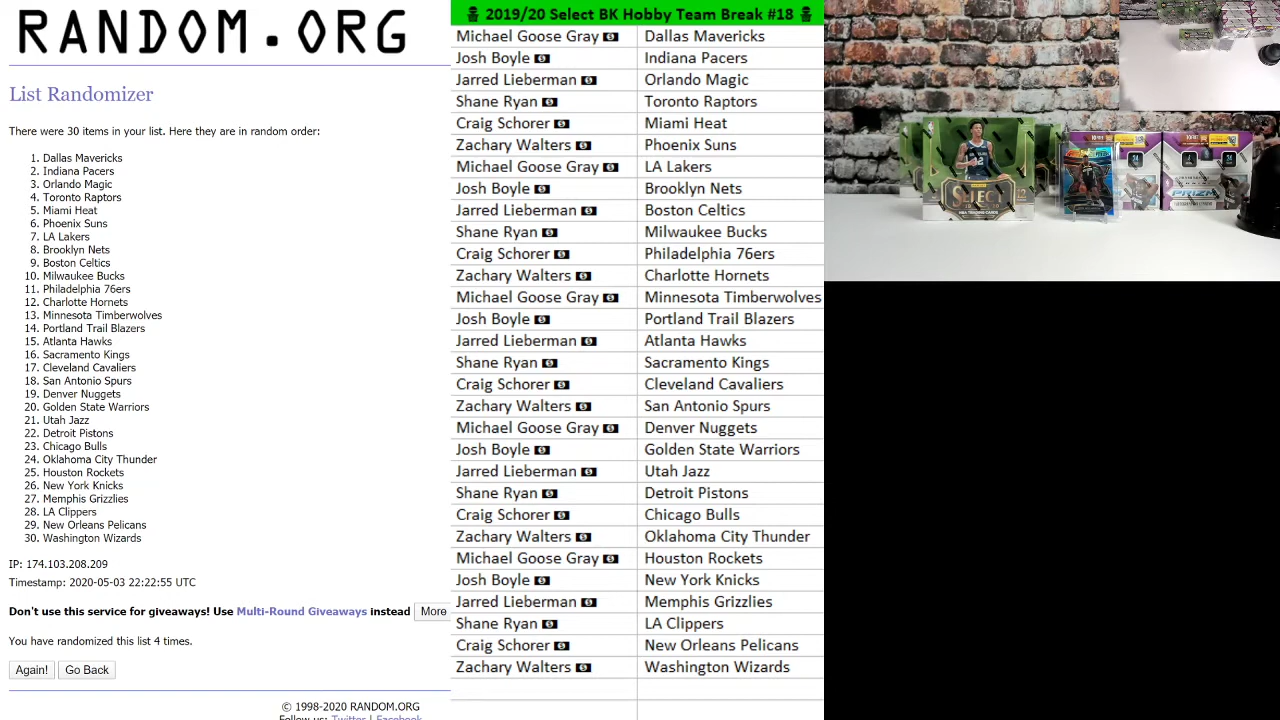 RANDOM.ORG
List Randomizer
There were 30 items in your list. Here they are in random order:
1. Dallas Mavericks
2. Indiana Pacers
3. Orlando Magic
4. Toronto Raptors
5. Miami Heat
6. Phoenix Suns
7. LA Lakers
8. Brooklyn Nets
9. Boston Celtics
10. Milwaukee Bucks
11. Philadelphia 76ers
12. Charlotte Hornets
13. Minnesota Timberwolves
14. Portland Trail Blazers
15. Atlanta Hawks
16. Sacramento Kings
17. Cleveland Cavaliers
18. San Antonio Spurs
19. Denver Nuggets
20. Golden State Warriors
21. Utah Jazz
22. Detroit Pistons
23. Chicago Bulls
24. Oklahoma City Thunder
25. Houston Rockets
26. New York Knicks
27. Memphis Grizzlies
28. LA Clippers
29. New Orleans Pelicans
30. Washington Wizards
IP: 174.103.208.209
Timestamp: 2020-05-03 22:22:55 UTC
Don't use this service for giveaways! Use Multi-Round Giveaways instead More
You have randomized this list 4 times.
Again! Go Back
© 1998-2020 RANDOM.ORG
Follow us: Twitter | Facebook
2019/20 Select BK Hobby Team Break #18
Michael Goose Gray Dallas Mavericks
Josh Boyle Indiana Pacers
Jarred Lieberman Orlando Magic
Shane Ryan Toronto Raptors
Craig Schorer Miami Heat
Zachary Walters Phoenix Suns
Michael Goose Gray LA Lakers
Josh Boyle Brooklyn Nets
Jarred Lieberman Boston Celtics
Shane Ryan Milwaukee Bucks
Craig Schorer Philadelphia 76ers
Zachary Walters Charlotte Hornets
Michael Goose Gray Minnesota Timberwolves
Josh Boyle Portland Trail Blazers
Jarred Lieberman Atlanta Hawks
Shane Ryan Sacramento Kings
Craig Schorer Cleveland Cavaliers
Zachary Walters San Antonio Spurs
Michael Goose Gray Denver Nuggets
Josh Boyle Golden State Warriors
Jarred Lieberman Utah Jazz
Shane Ryan Detroit Pistons
Craig Schorer Chicago Bulls
Zachary Walters Oklahoma City Thunder
Michael Goose Gray Houston Rockets
Josh Boyle New York Knicks
Jarred Lieberman Memphis Grizzlies
Shane Ryan LA Clippers
Craig Schorer New Orleans Pelicans
Zachary Walters Washington Wizards
SELECT
PRIZM